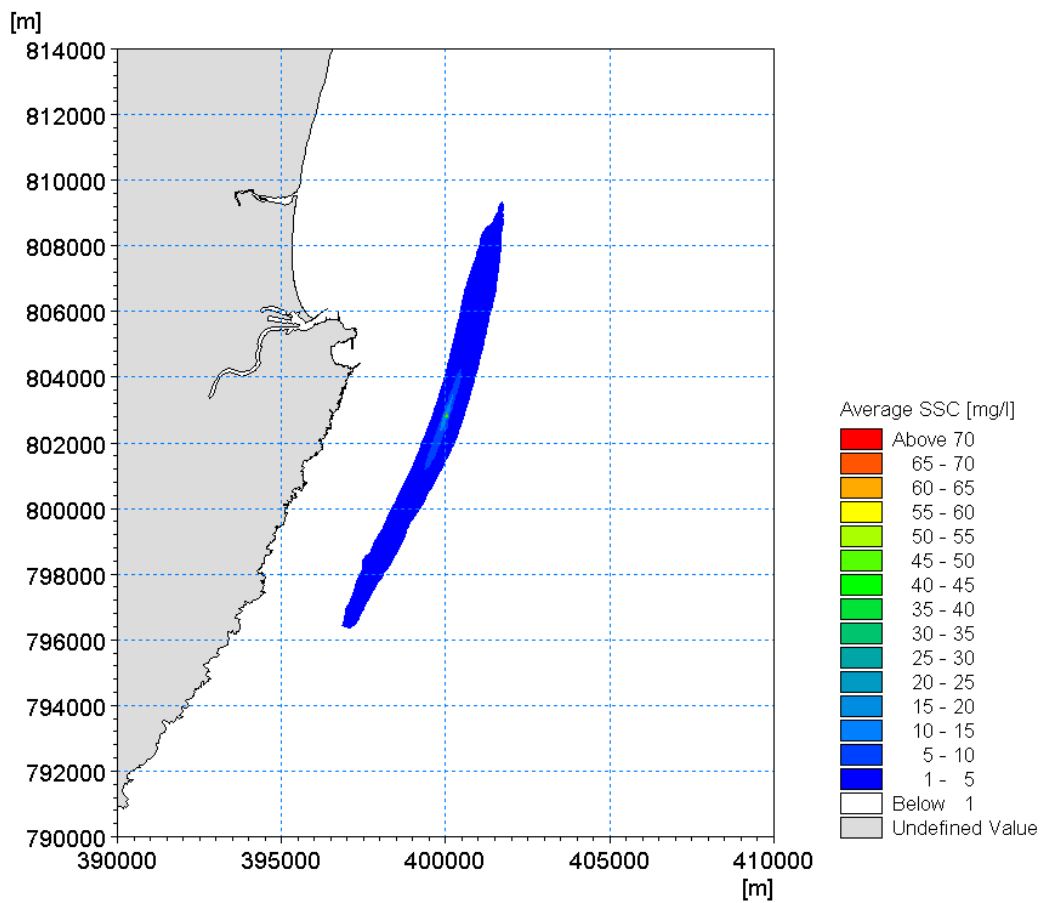 [m]
814000
812000
810000
808000
806000
804000
802000
800000
798000
796000
794000
792000
790000
390000 395000 400000 405000 410000
[m]
Average SSC [mg/l]
Above 70
65 - 70
60 - 65
55 - 60
50 - 55
45 - 50
40 - 45
35 - 40
30 - 35
25 - 30
20 - 25
15 - 20
10 - 15
5 - 10
1 - 5
Below 1
Undefined Value